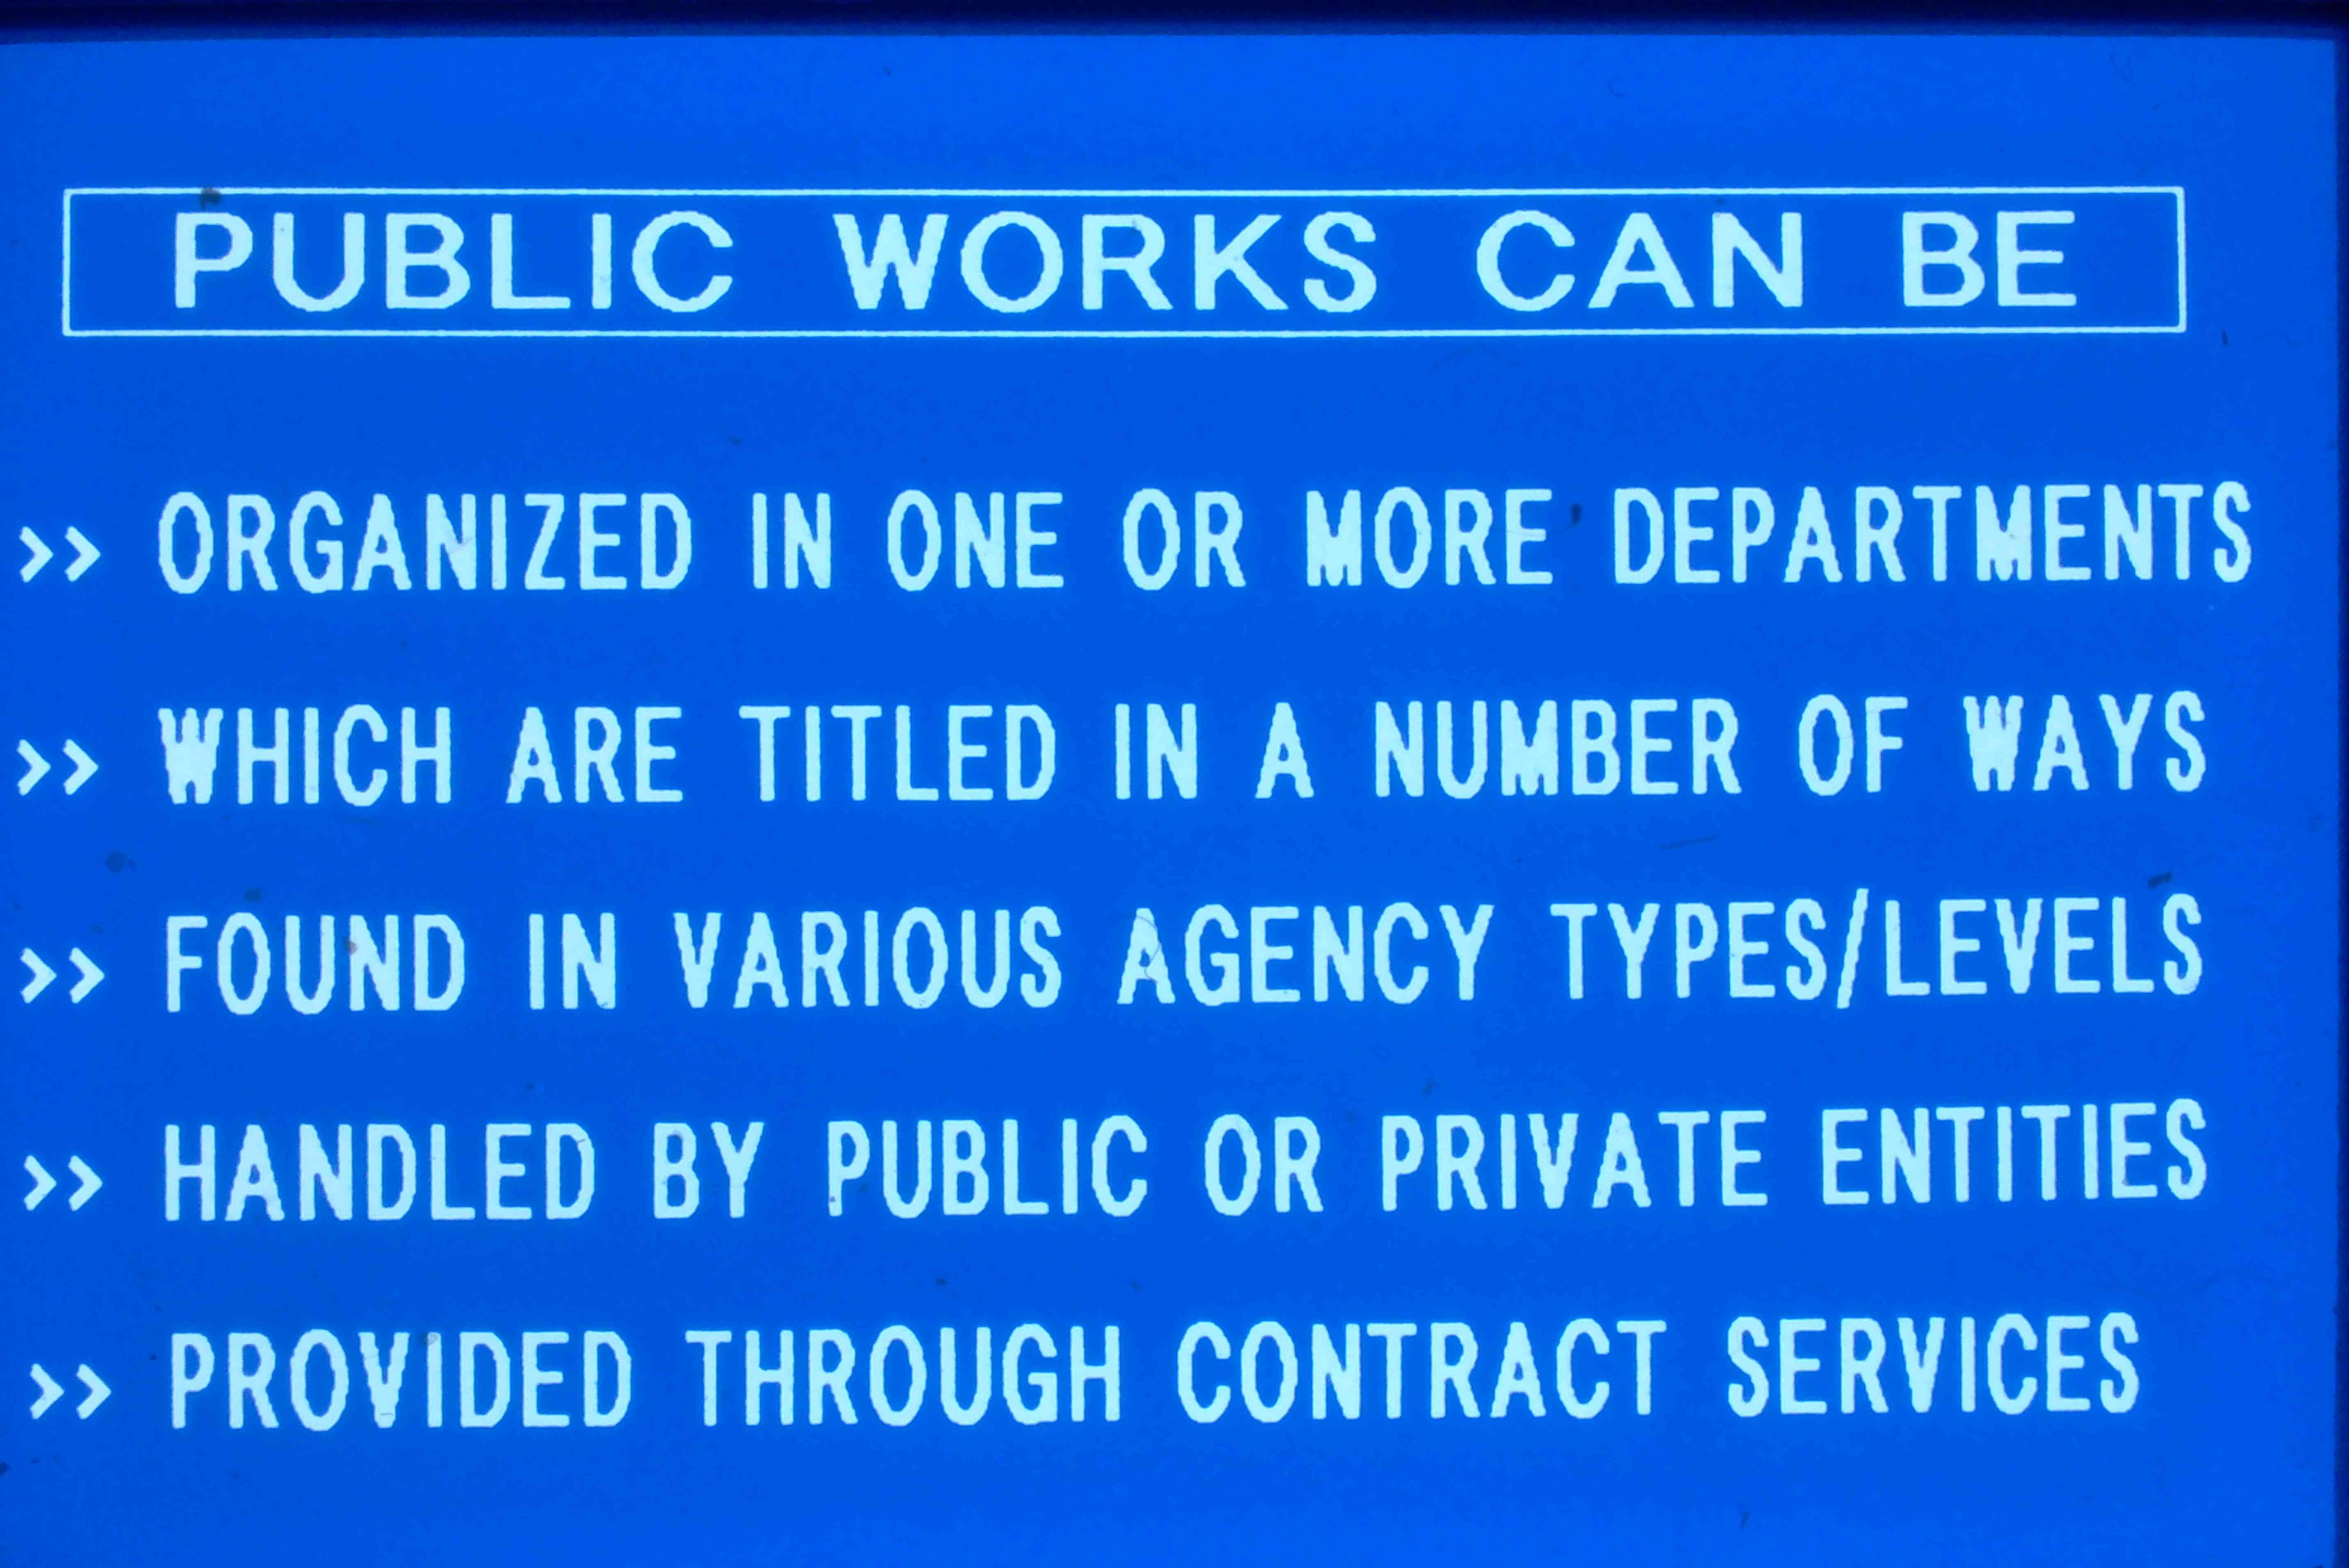 PUBLIC WORKS CAN BE
>> ORGANIZED IN ONE OR MORE DEPARTMENTS
>> WHICH ARE TITLED IN A NUMBER OF WAYS
>> FOUND IN VARIOUS AGENCY TYPES/LEVELS
>> HANDLED BY PUBLIC OR PRIVATE ENTITIES
>> PROVIDED THROUGH CONTRACT SERVICES